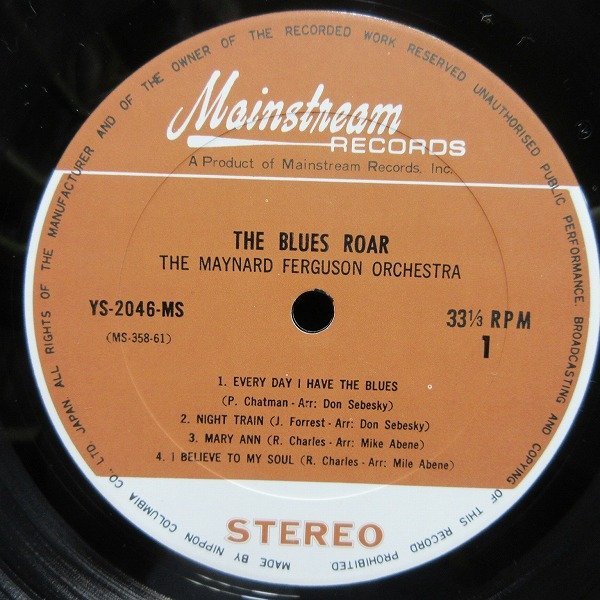 Mainstream
RECORDS
A Product of Mainstream Records, Inc.
THE BLUES ROAR
THE MAYNARD FERGUSON ORCHESTRA
YS-2046-MS
(MS-358-61)
33⅓ RPM
1
1. EVERY DAY I HAVE THE BLUES
(P. Chatman - Arr: Don Sebesky)
2. NIGHT TRAIN (J. Forrest - Arr: Don Sebesky)
3. MARY ANN (R. Charles - Arr: Mike Abene)
4. I BELIEVE TO MY SOUL (R. Charles - Arr: Mile Abene)
STEREO
MADE BY NIPPON COLUMBIA CO. LTD. JAPAN ALL RIGHTS OF THE MANUFACTURER AND OF THE OWNER OF THE RECORDED WORK RESERVED UNAUTHORISED PUBLIC PERFORMANCE, BROADCASTING AND COPYING OF THIS RECORD PROHIBITED